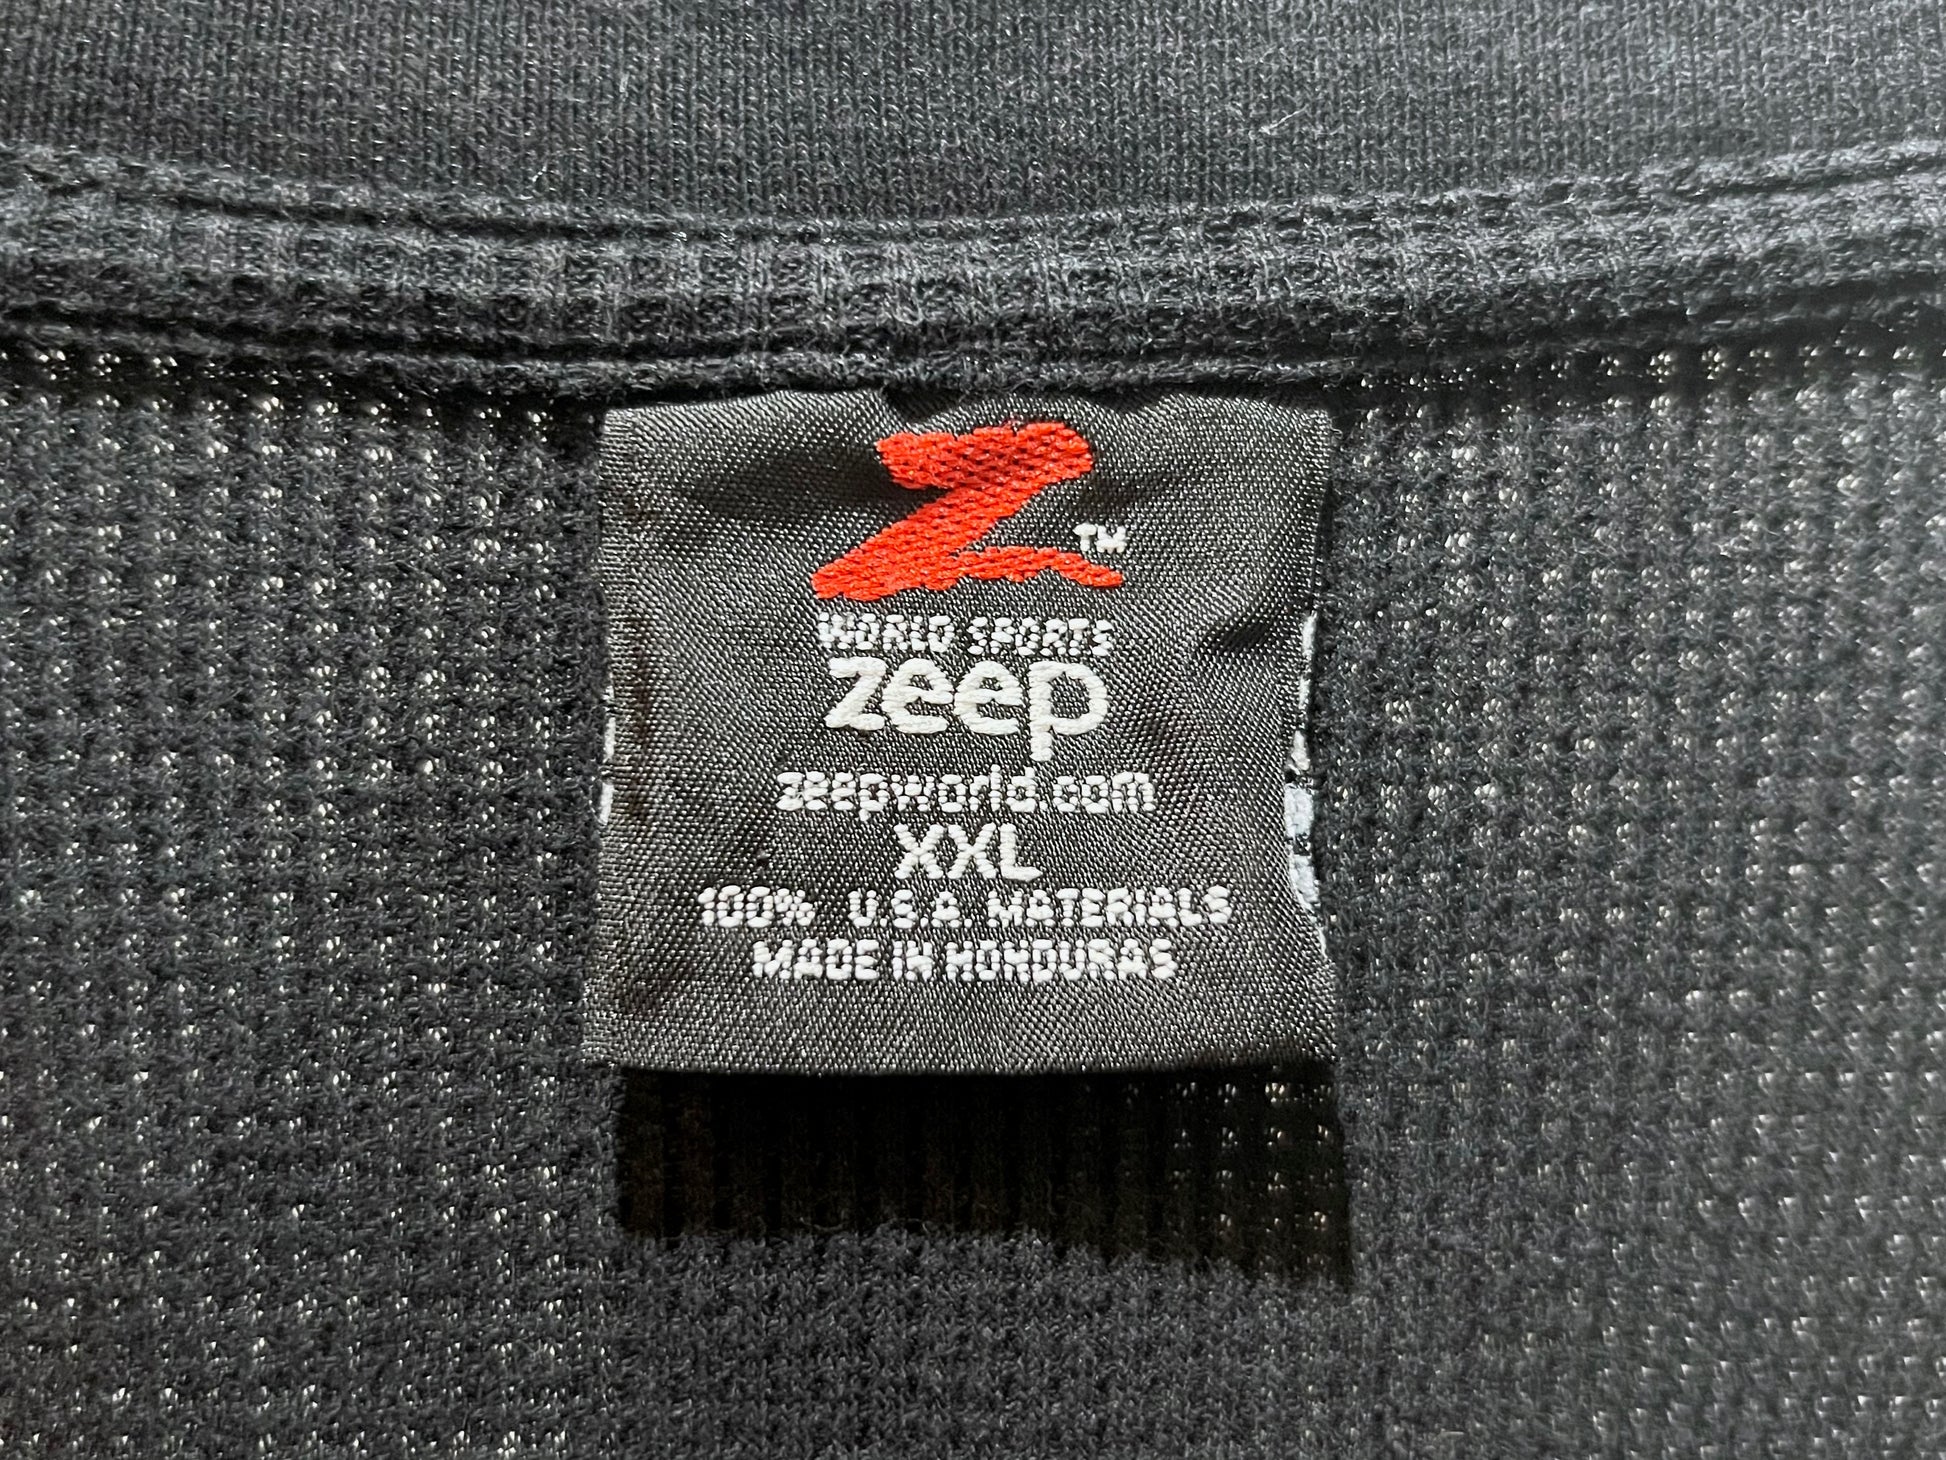 Z™
WORLD SPORTS
zeep
zeepworld.com
XXL
100% U.S.A. MATERIALS
MADE IN HONDURAS